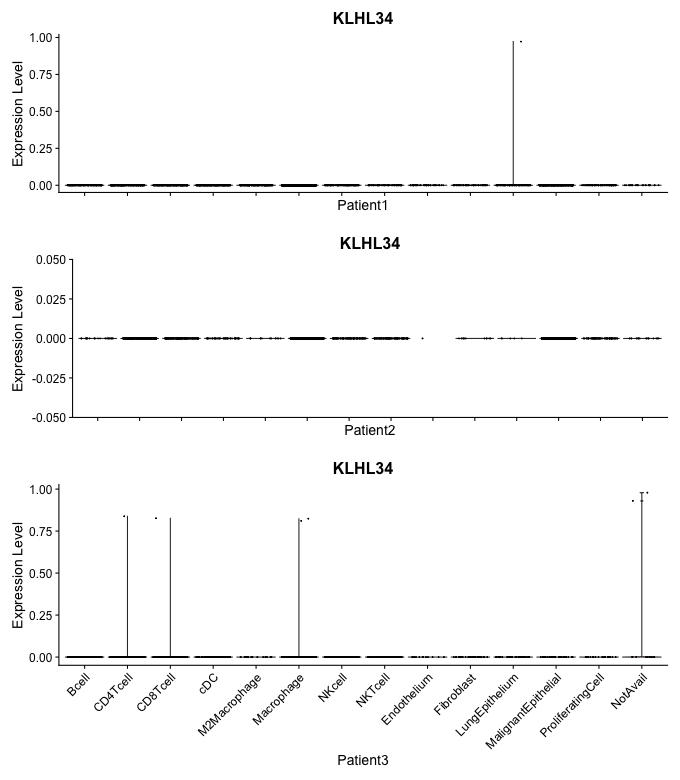 KLHL34
1.00
0.75
0.50
0.25
0.00
Expression Level
Patient1
KLHL34
0.050
0.025
0.000
-0.025
-0.050
Expression Level
Patient2
KLHL34
1.00
0.75
0.50
0.25
0.00
Expression Level
Bcell
CD4Tcell
CD8Tcell
cDC
M2Macrophage
Macrophage
NKcell
NKTcell
Endothelium
Fibroblast
LungEpithelium
MalignantEpithelial
ProliferatingCell
NotAvail
Patient3